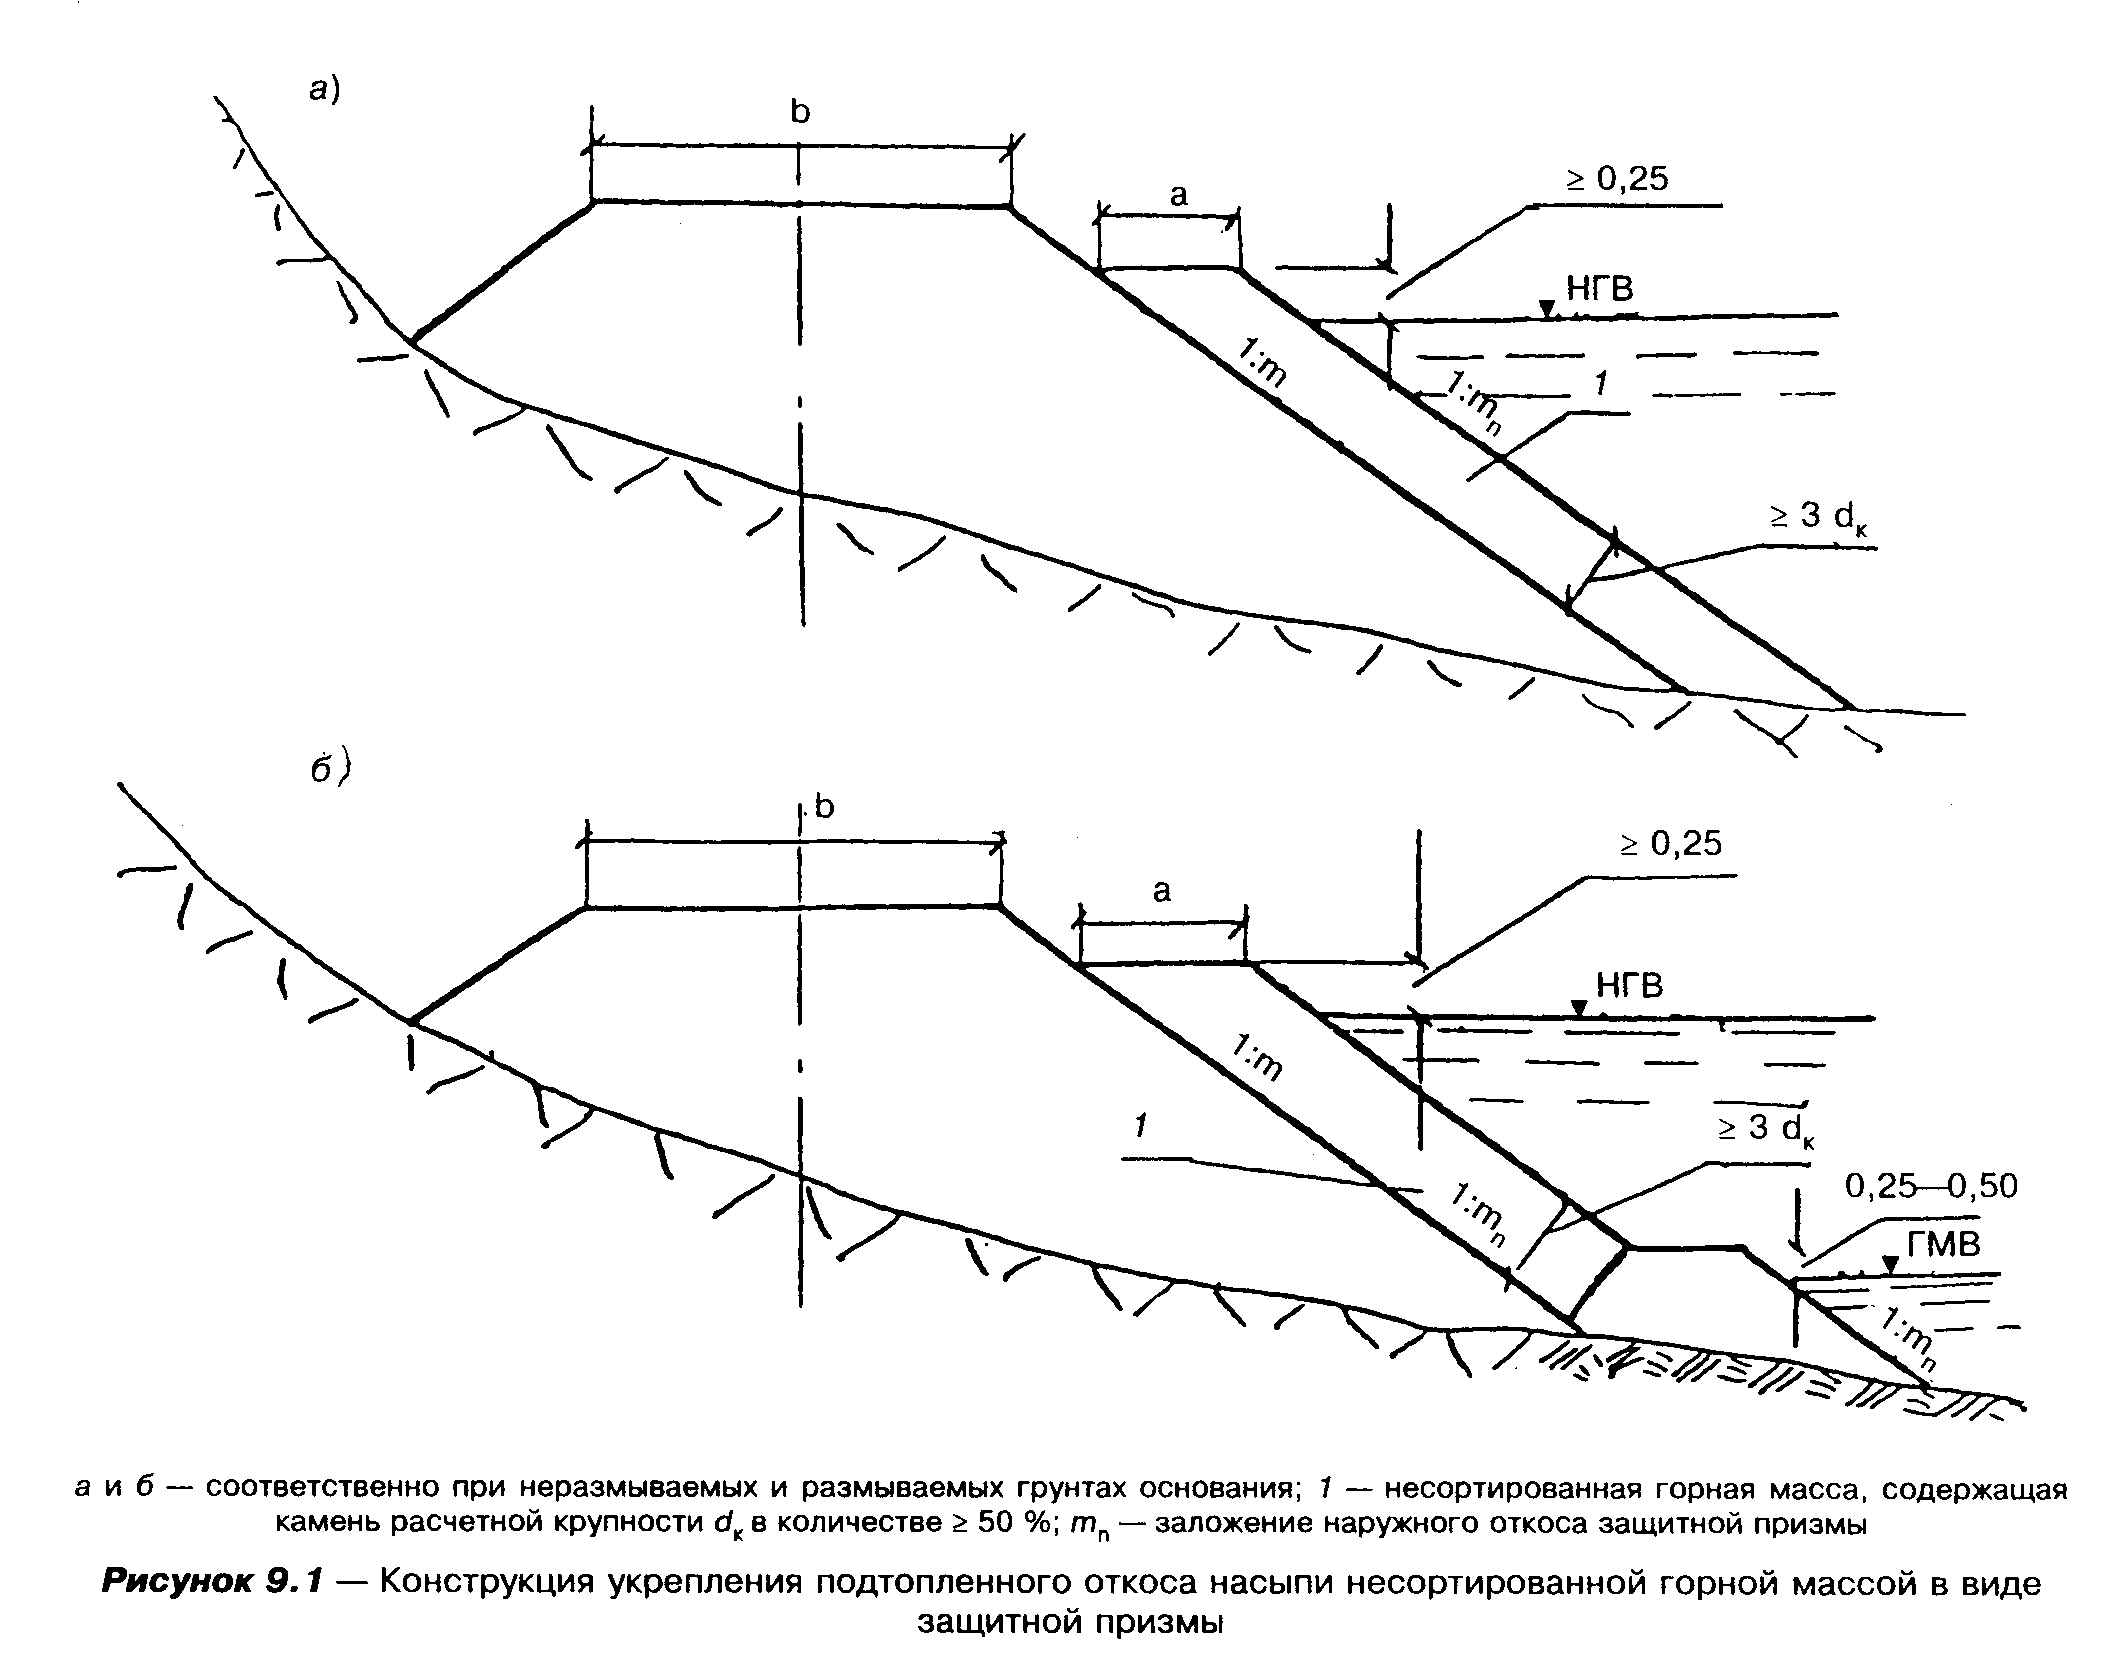 а)
b
a
≥ 0,25
НГВ
1:m
1:mп
1
≥ 3 dк
б)
b
a
≥ 0,25
НГВ
1:m
1
≥ 3 dк
0,25—0,50
1:mп
ГМВ
1:mп
а и б — соответственно при неразмываемых и размываемых грунтах основания; 1 — несортированная горная масса, содержащая
камень расчетной крупности dк в количестве ≥ 50 %; mп — заложение наружного откоса защитной призмы
Рисунок 9.1 — Конструкция укрепления подтопленного откоса насыпи несортированной горной массой в виде
защитной призмы